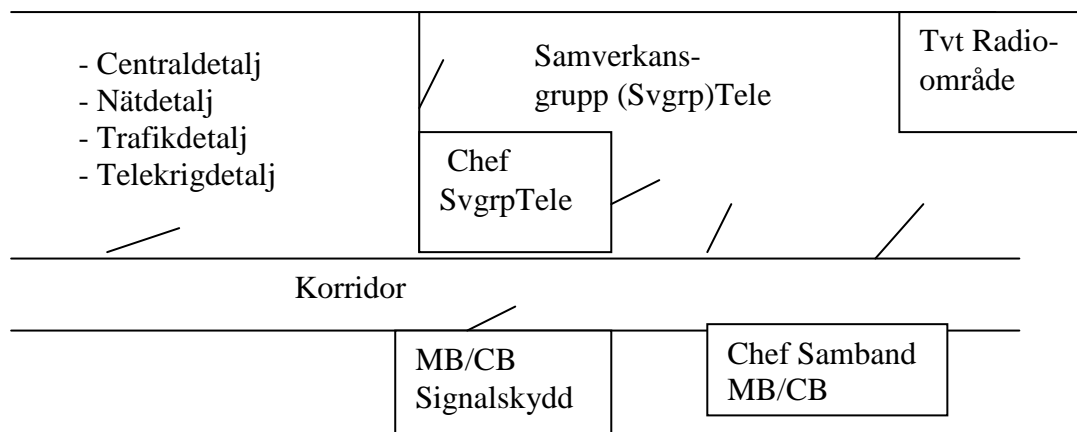 - Centraldetalj
- Nätdetalj
- Trafikdetalj
- Telekrigdetalj
Samverkans-
grupp (Svgrp)Tele
Tvt Radio-
område
Chef
SvgrpTele
Korridor
MB/CB
Signalskydd
Chef Samband
MB/CB